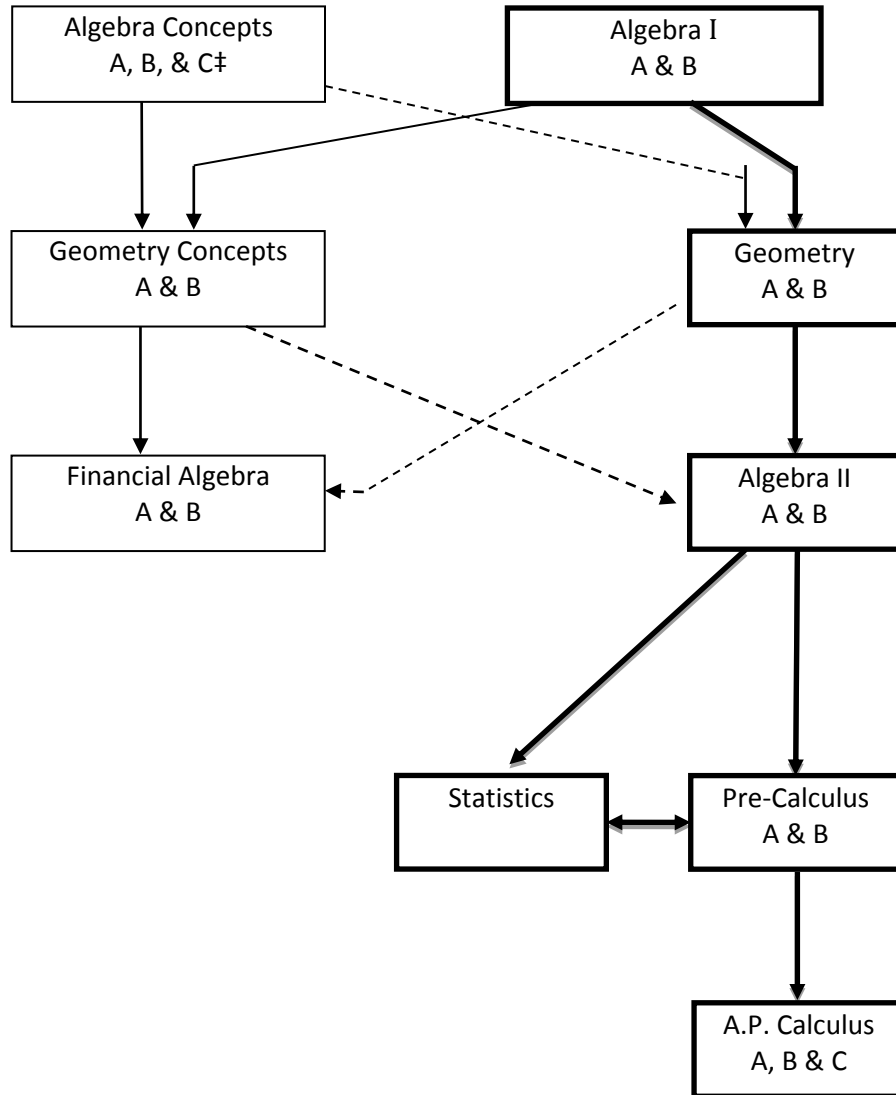 Algebra Concepts
A, B, & C‡
Algebra I
A & B
Geometry Concepts
A & B
Geometry
A & B
Financial Algebra
A & B
Algebra II
A & B
Statistics
Pre-Calculus
A & B
A.P. Calculus
A, B & C